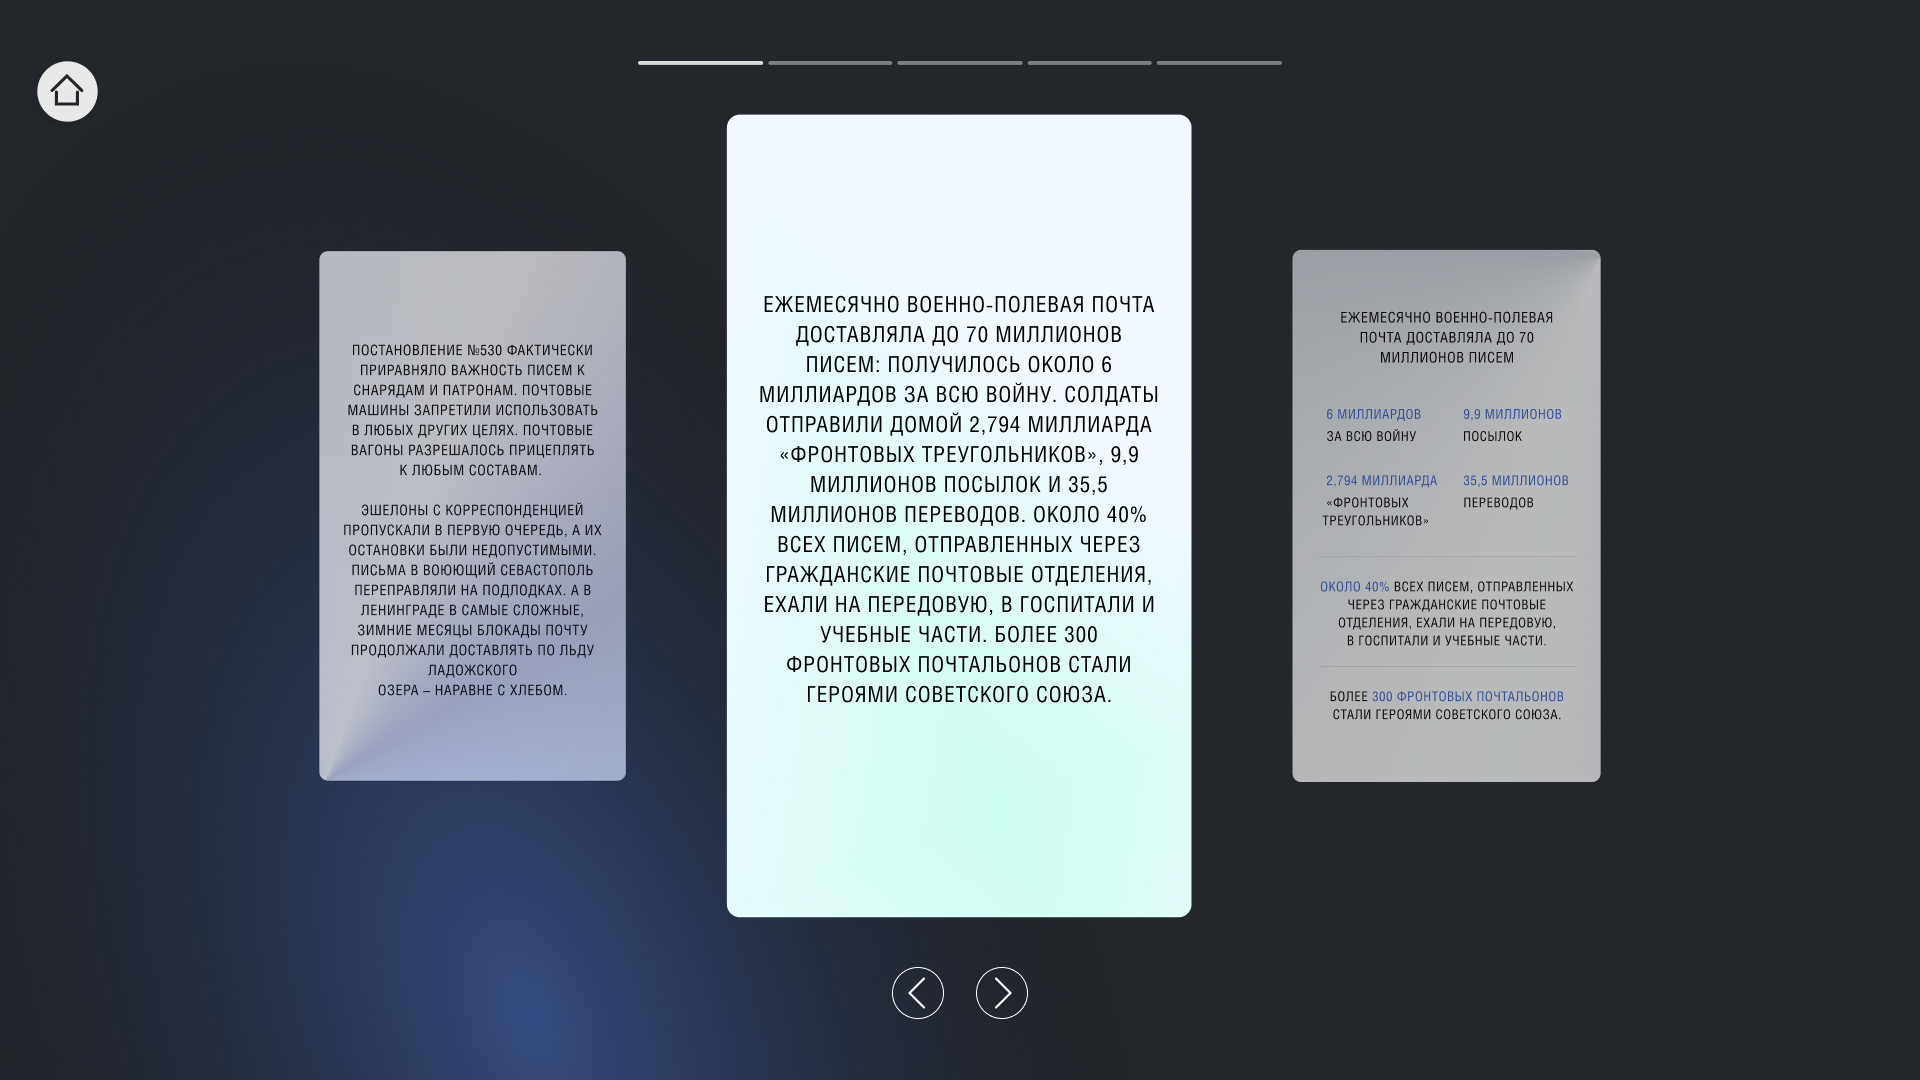 ПОСТАНОВЛЕНИЕ №530 ФАКТИЧЕСКИ
ПРИРАВНЯЛО ВАЖНОСТЬ ПИСЕМ К
СНАРЯДАМ И ПАТРОНАМ. ПОЧТОВЫЕ
МАШИНЫ ЗАПРЕТИЛИ ИСПОЛЬЗОВАТЬ
В ЛЮБЫХ ДРУГИХ ЦЕЛЯХ. ПОЧТОВЫЕ
ВАГОНЫ РАЗРЕШАЛОСЬ ПРИЦЕПЛЯТЬ
К ЛЮБЫМ СОСТАВАМ.
ЭШЕЛОНЫ С КОРРЕСПОНДЕНЦИЕЙ
ПРОПУСКАЛИ В ПЕРВУЮ ОЧЕРЕДЬ, А ИХ
ОСТАНОВКИ БЫЛИ НЕДОПУСТИМЫМИ.
ПИСЬМА В ВОЮЮЩИЙ СЕВАСТОПОЛЬ
ПЕРЕПРАВЛЯЛИ НА ПОДЛОДКАХ. А В
ЛЕНИНГРАДЕ В САМЫЕ СЛОЖНЫЕ,
ЗИМНИЕ МЕСЯЦЫ БЛОКАДЫ ПОЧТУ
ПРОДОЛЖАЛИ ДОСТАВЛЯТЬ ПО ЛЬДУ
ЛАДОЖСКОГО
ОЗЕРА – НАРАВНЕ С ХЛЕБОМ.
ЕЖЕМЕСЯЧНО ВОЕННО-ПОЛЕВАЯ ПОЧТА
ДОСТАВЛЯЛА ДО 70 МИЛЛИОНОВ
ПИСЕМ: ПОЛУЧИЛОСЬ ОКОЛО 6
МИЛЛИАРДОВ ЗА ВСЮ ВОЙНУ. СОЛДАТЫ
ОТПРАВИЛИ ДОМОЙ 2,794 МИЛЛИАРДА
«ФРОНТОВЫХ ТРЕУГОЛЬНИКОВ», 9,9
МИЛЛИОНОВ ПОСЫЛОК И 35,5
МИЛЛИОНОВ ПЕРЕВОДОВ. ОКОЛО 40%
ВСЕХ ПИСЕМ, ОТПРАВЛЕННЫХ ЧЕРЕЗ
ГРАЖДАНСКИЕ ПОЧТОВЫЕ ОТДЕЛЕНИЯ,
ЕХАЛИ НА ПЕРЕДОВУЮ, В ГОСПИТАЛИ И
УЧЕБНЫЕ ЧАСТИ. БОЛЕЕ 300
ФРОНТОВЫХ ПОЧТАЛЬОНОВ СТАЛИ
ГЕРОЯМИ СОВЕТСКОГО СОЮЗА.
ЕЖЕМЕСЯЧНО ВОЕННО-ПОЛЕВАЯ
ПОЧТА ДОСТАВЛЯЛА ДО 70
МИЛЛИОНОВ ПИСЕМ
6 МИЛЛИАРДОВ
ЗА ВСЮ ВОЙНУ
9,9 МИЛЛИОНОВ
ПОСЫЛОК
2,794 МИЛЛИАРДА
«ФРОНТОВЫХ
ТРЕУГОЛЬНИКОВ»
35,5 МИЛЛИОНОВ
ПЕРЕВОДОВ
ОКОЛО 40% ВСЕХ ПИСЕМ, ОТПРАВЛЕННЫХ
ЧЕРЕЗ ГРАЖДАНСКИЕ ПОЧТОВЫЕ
ОТДЕЛЕНИЯ, ЕХАЛИ НА ПЕРЕДОВУЮ,
В ГОСПИТАЛИ И УЧЕБНЫЕ ЧАСТИ.
БОЛЕЕ 300 ФРОНТОВЫХ ПОЧТАЛЬОНОВ
СТАЛИ ГЕРОЯМИ СОВЕТСКОГО СОЮЗА.